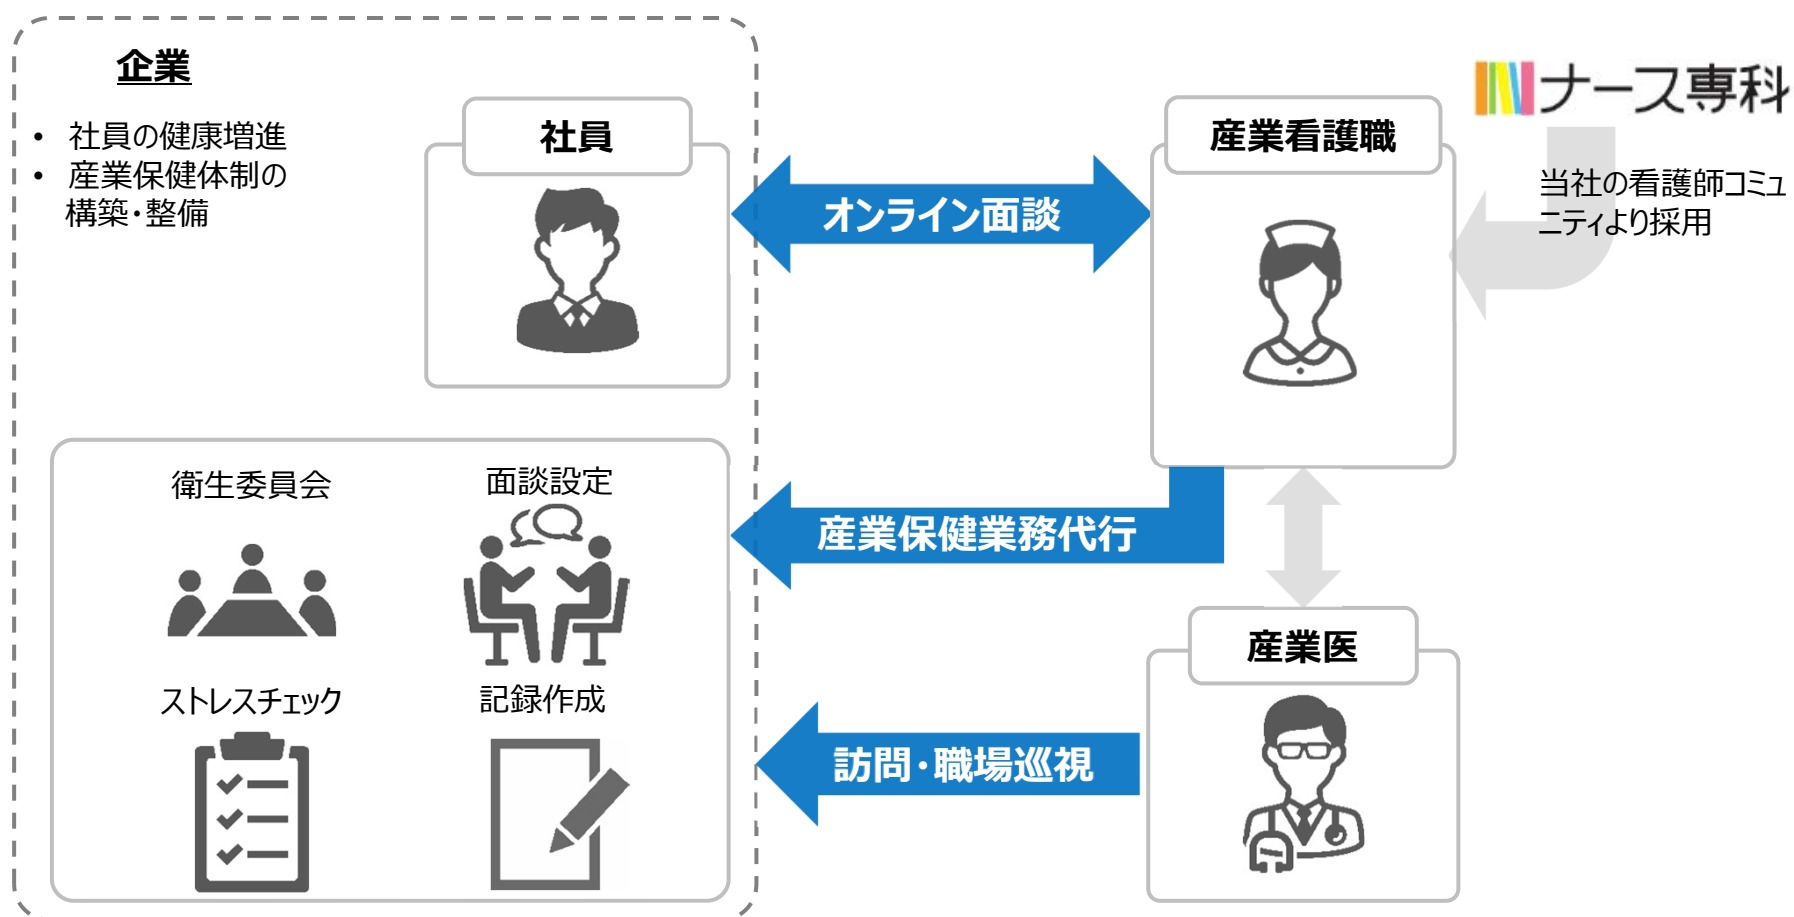 企業
• 社員の健康増進
• 産業保健体制の
構築・整備
社員
オンライン面談
産業看護職
ナース専科
当社の看護師コミュ
ニティより採用
衛生委員会
面談設定
産業保健業務代行
ストレスチェック
記録作成
産業医
訪問・職場巡視